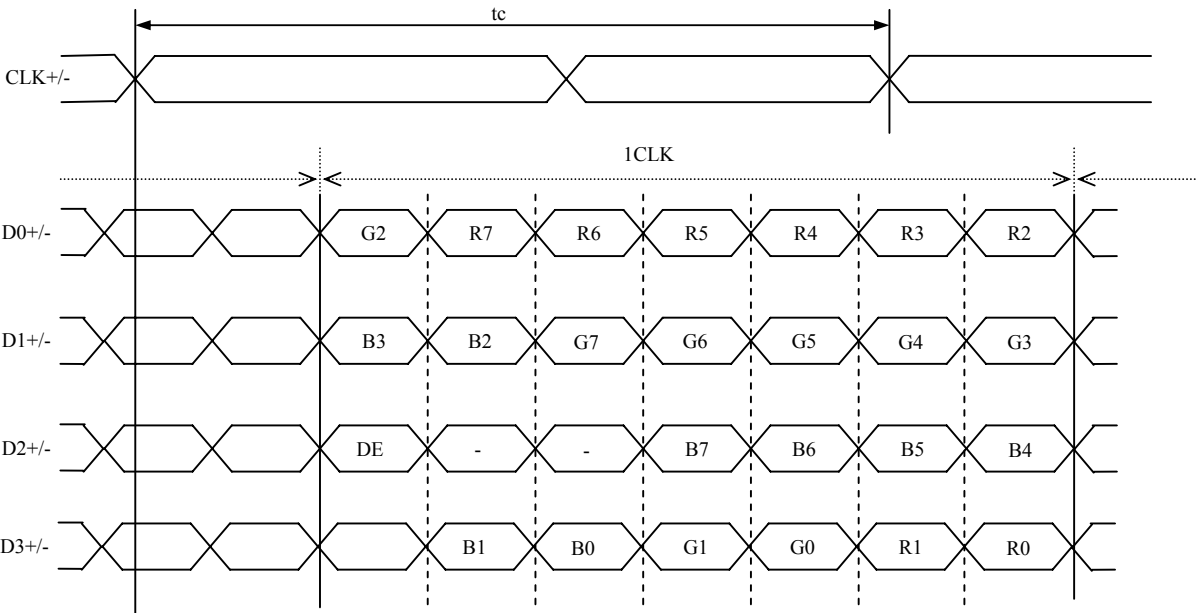 tc
CLK+/-
1CLK
D0+/- G2 R7 R6 R5 R4 R3 R2
D1+/- B3 B2 G7 G6 G5 G4 G3
D2+/- DE - - B7 B6 B5 B4
D3+/- B1 B0 G1 G0 R1 R0